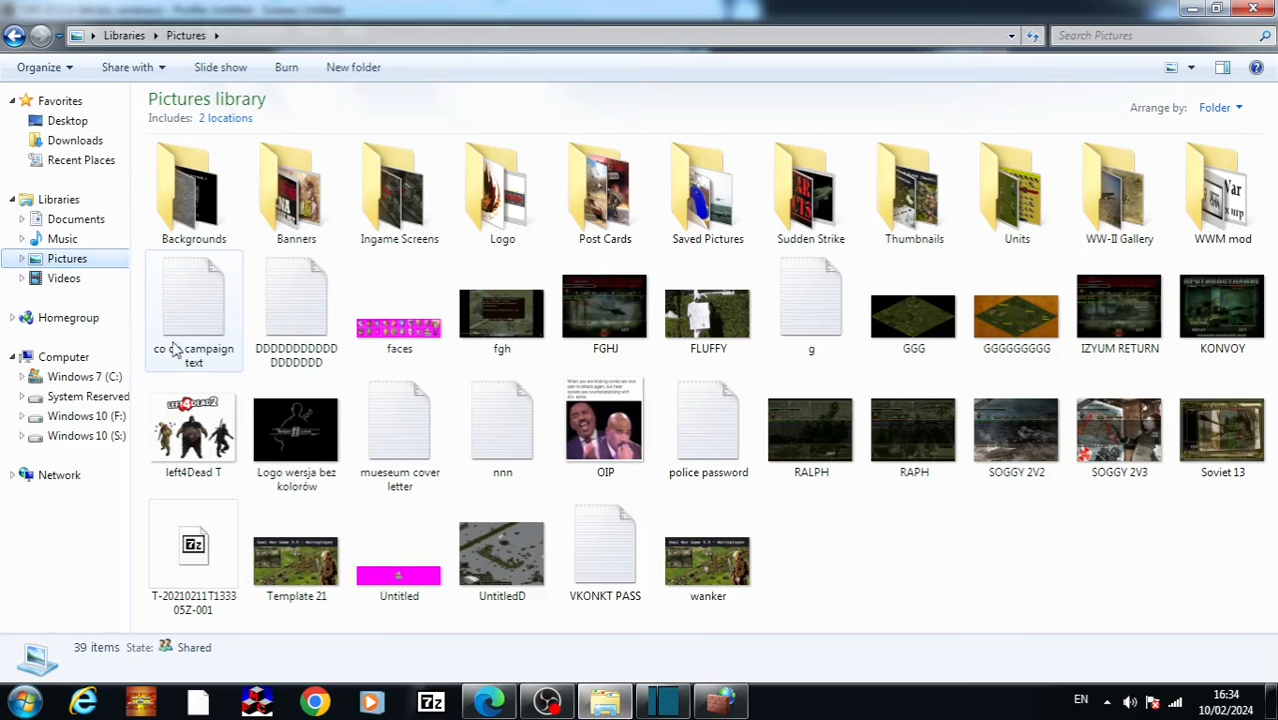 Libraries
Pictures
Search Pictures
Organize
Share with
Slide show
Burn
New folder
Favorites
Desktop
Downloads
Recent Places
Libraries
Documents
Music
Pictures
Videos
Homegroup
Computer
Windows 7 (C:)
System Reserved
Windows 10 (F:)
Windows 10 (S:)
Network
Pictures library
Includes: 2 locations
Arrange by: Folder
Backgrounds
Banners
Ingame Screens
Logo
Post Cards
Saved Pictures
Sudden Strike
Thumbnails
Units
WW-II Gallery
WWM mod
campaign
text
DDDDDDDDDDD
DDDDDDD
faces
fgh
FGHJ
FLUFFY
g
GGG
GGGGGGGGG
IZYUM RETURN
KONVOY
left4Dead T
Logo wersja bez
kolorów
mueseum cover
letter
nnn
OIP
police password
RALPH
RAPH
SOGGY 2V2
SOGGY 2V3
Soviet 13
T-20210211T1333
05Z-001
Template 21
Untitled
UntitledD
VKONKT PASS
wanker
39 items State: Shared
EN
16:34
10/02/2024